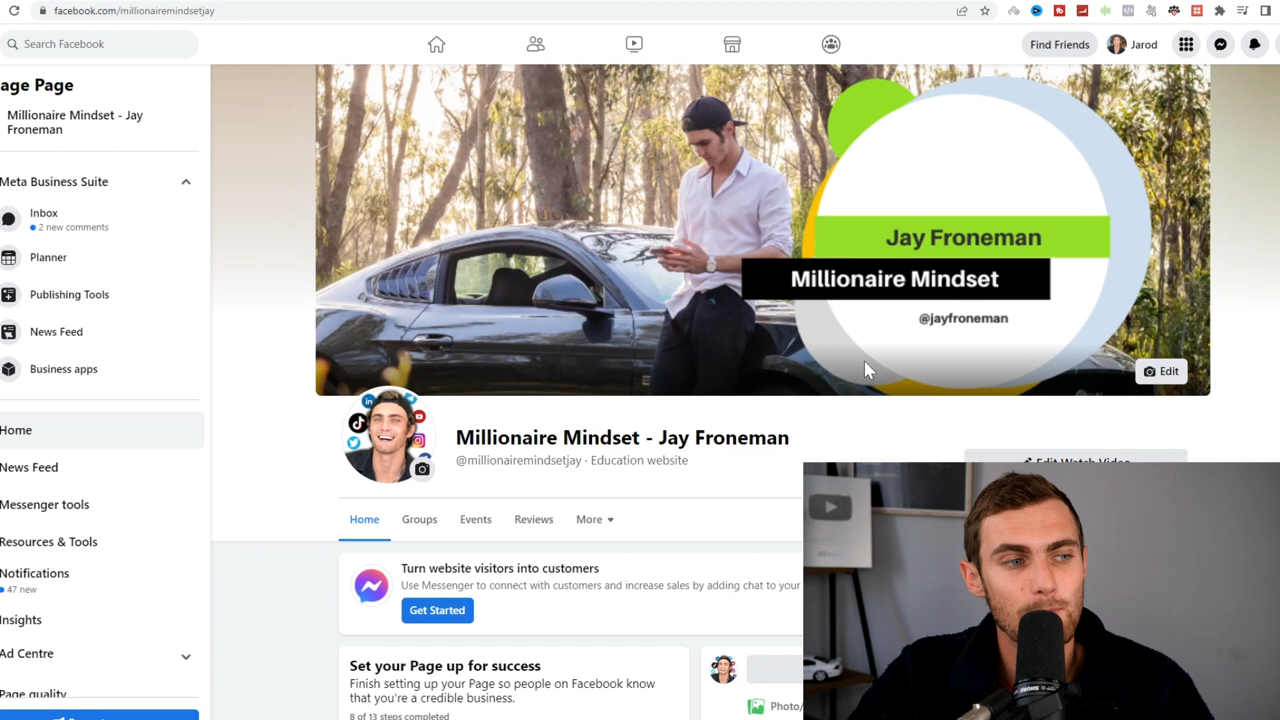 facebook.com/millionairemindsetjay
Search Facebook
Find Friends
Jarod
age Page
Millionaire Mindset - Jay
Froneman
Meta Business Suite
Inbox
2 new comments
Planner
Publishing Tools
News Feed
Business apps
Home
News Feed
Messenger tools
Resources & Tools
Notifications
47 new
Insights
Ad Centre
Page quality
Jay Froneman
Millionaire Mindset
@jayfroneman
Edit
Millionaire Mindset - Jay Froneman
@millionairemindsetjay · Education website
Edit Watch Video
Home
Groups
Events
Reviews
More
Turn website visitors into customers
Use Messenger to connect with customers and increase sales by adding chat to your
Get Started
Set your Page up for success
Finish setting up your Page so people on Facebook know
that you're a credible business.
8 of 13 steps completed
Photo/